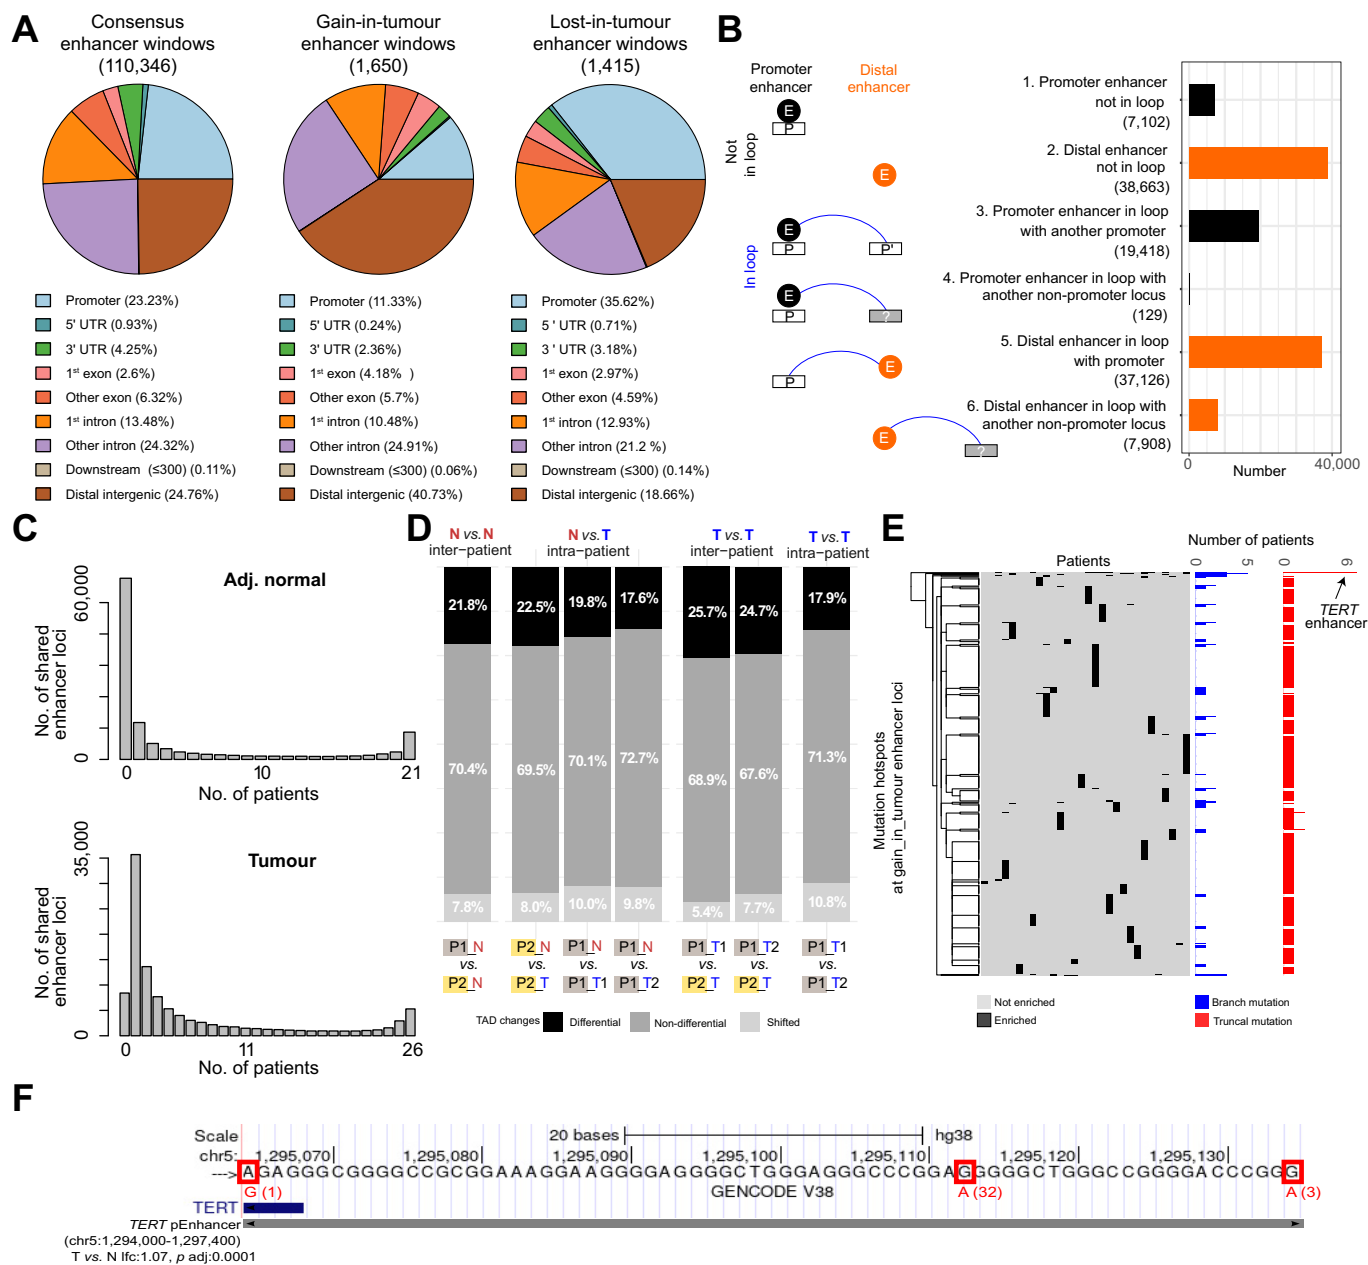 A
Consensus
enhancer windows
(110,346)
Gain-in-tumour
enhancer windows
(1,650)
Lost-in-tumour
enhancer windows
(1,415)
Promoter (23.23%)
5' UTR (0.93%)
3' UTR (4.25%)
1st exon (2.6%)
Other exon (6.32%)
1st intron (13.48%)
Other intron (24.32%)
Downstream (≤300) (0.11%)
Distal intergenic (24.76%)
Promoter (11.33%)
5' UTR (0.24%)
3' UTR (2.36%)
1st exon (4.18% )
Other exon (5.7%)
1st intron (10.48%)
Other intron (24.91%)
Downstream (≤300) (0.06%)
Distal intergenic (40.73%)
Promoter (35.62%)
5 ' UTR (0.71%)
3 ' UTR (3.18%)
1st exon (2.97%)
Other exon (4.59%)
1st intron (12.93%)
Other intron (21.2 %)
Downstream (≤300) (0.14%)
Distal intergenic (18.66%)
B
Promoter
enhancer
Distal
enhancer
Not
in loop
In loop
E
P
E
E
P
P'
E
P
?
E
P
E
?
1. Promoter enhancer
not in loop
(7,102)
2. Distal enhancer
not in loop
(38,663)
3. Promoter enhancer in loop
with another promoter
(19,418)
4. Promoter enhancer in loop with
another non-promoter locus
(129)
5. Distal enhancer in loop
with promoter
(37,126)
6. Distal enhancer in loop with
another non-promoter locus
(7,908)
0
40,000
Number
C
Adj. normal
No. of shared
enhancer loci
60,000
0
0
10
21
No. of patients
Tumour
No. of shared
enhancer loci
35,000
0
0
11
26
No. of patients
D
N vs. N
inter−patient
N vs. T
intra−patient
T vs. T
inter−patient
T vs. T
intra−patient
21.8%
22.5%
19.8%
17.6%
25.7%
24.7%
17.9%
70.4%
69.5%
70.1%
72.7%
68.9%
67.6%
71.3%
7.8%
8.0%
10.0%
9.8%
5.4%
7.7%
10.8%
P1_N
vs.
P2_N
P2_N
vs.
P2_T
P1_N
vs.
P1_T1
P1_N
vs.
P1_T2
P1_T1
vs.
P2_T
P1_T2
vs.
P2_T
P1_T1
vs.
P1_T2
TAD changes
Differential
Non-differential
Shifted
E
Number of patients
Patients
0
5
0
6
TERT
enhancer
Mutation hotspots
at gain_in_tumour enhancer loci
Not enriched
Enriched
Branch mutation
Truncal mutation
F
Scale
20 bases
hg38
chr5:
1,295,070
1,295,080
1,295,090
1,295,100
1,295,110
1,295,120
1,295,130
--->
AGAGGGCGGGGCCGCGGAAAGGAAGGGGAGGGGCTGGGAGGGCCCGGAGGGGGCTGGGCCGGGGACCCGGG
G (1)
GENCODE V38
A (32)
A (3)
TERT
TERT pEnhancer
(chr5:1,294,000-1,297,400)
T vs. N lfc:1.07, p adj:0.0001